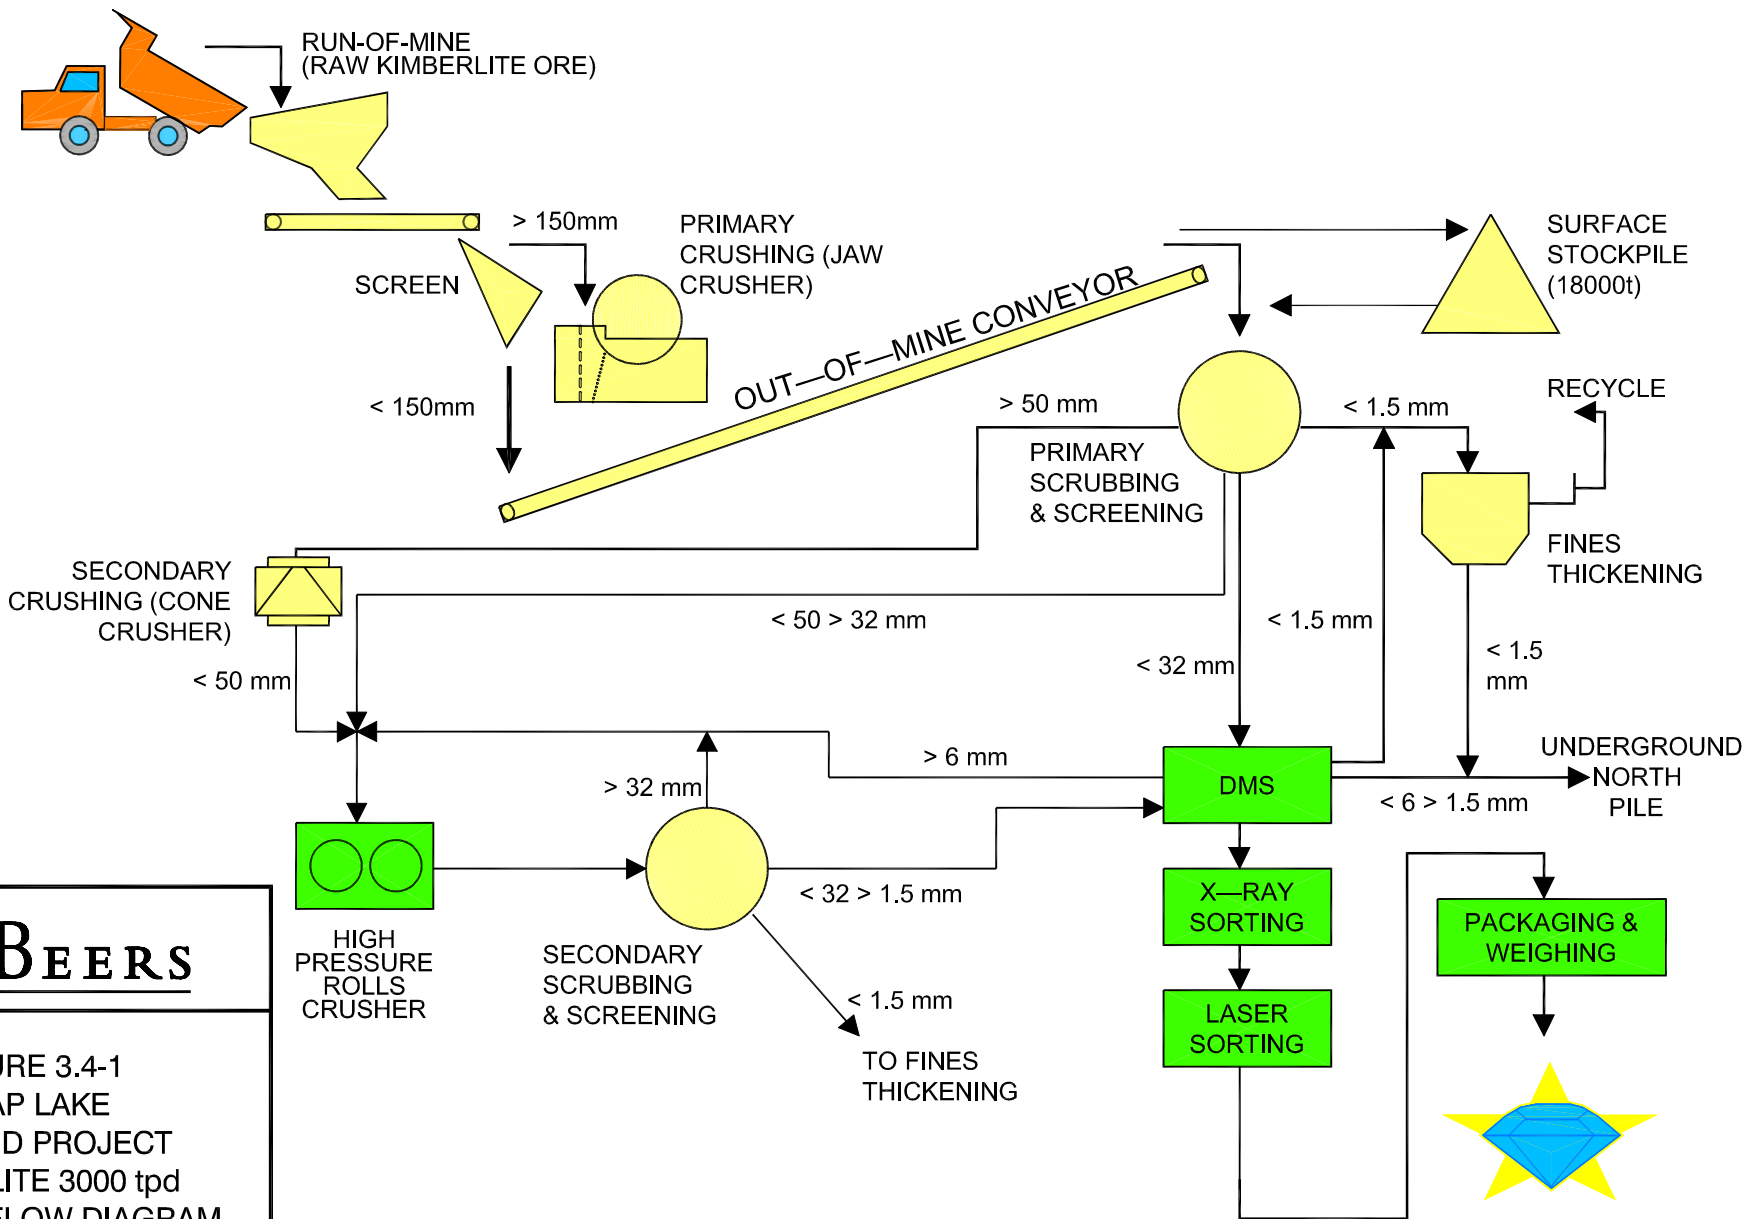 RUN-OF-MINE
(RAW KIMBERLITE ORE)
> 150mm
PRIMARY
CRUSHING (JAW
CRUSHER)
SCREEN
< 150mm
OUT—OF—MINE CONVEYOR
SURFACE
STOCKPILE
(18000t)
RECYCLE
> 50 mm
< 1.5 mm
PRIMARY
SCRUBBING
& SCREENING
FINES
THICKENING
SECONDARY
CRUSHING (CONE
CRUSHER)
< 50 > 32 mm
< 1.5 mm
< 32 mm
< 1.5
mm
< 50 mm
> 6 mm
> 32 mm
DMS
< 6 > 1.5 mm
UNDERGROUND
NORTH
PILE
< 32 > 1.5 mm
X—RAY
SORTING
PACKAGING &
WEIGHING
HIGH
PRESSURE
ROLLS
CRUSHER
SECONDARY
SCRUBBING
& SCREENING
< 1.5 mm
TO FINES
THICKENING
LASER
SORTING
BEERS
URE 3.4-1
AP LAKE
D PROJECT
LITE 3000 tpd
FLOW DIAGRAM